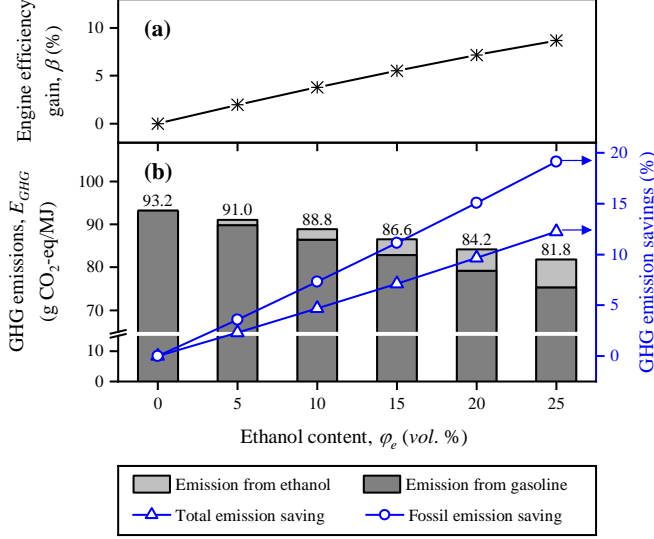 (a)
Engine efficiency
gain, β (%)
10
5
0
(b)
GHG emissions, E_GHG
(g CO₂-eq/MJ)
100
90
80
70
10
0
93.2
91.0
88.8
86.6
84.2
81.8
20
15
10
5
0
GHG emission savings (%)
0 5 10 15 20 25
Ethanol content, φₑ (vol. %)
Emission from ethanol
Emission from gasoline
Total emission saving
Fossil emission saving